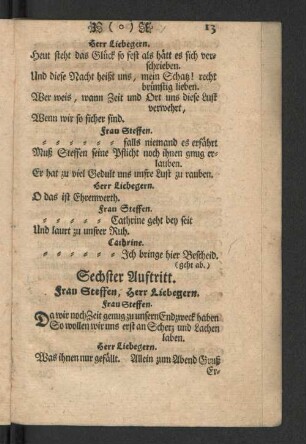 ( o ) 13
Herr Liebegern.
Heut steht das Glück so fest als hätt es sich ver-
schrieben.
Und diese Nacht heißt uns, mein Schatz! recht
brünstig lieben.
Wer weis, wann Zeit und Ort uns diese Lust
verwehrt,
Wenn wir so sicher sind.
Frau Steffen.
falls niemand es erfährt
Muß Steffen seine Pflicht noch ihnen gnug er-
lauben.
Er hat zu viel Gedult uns unsre Lust zu rauben.
Herr Liebegern.
O das ist Ehrenwerth.
Frau Steffen.
Cathrine geht bey seit
Und laurt zu unsrer Ruh.
Cathrine.
Ich bringe hier Bescheid.
(geht ab.)
Sechster Auftritt.
Frau Steffen, Herr Liebegern.
Frau Steffen.
Da wir noch Zeit genug zu unsern Endzweck haben
So wollen wir uns erst an Scherz und Lachen
laben.
Herr Liebegern.
Was ihnen nur gefällt. Allein zum Abend Gruß
Er-